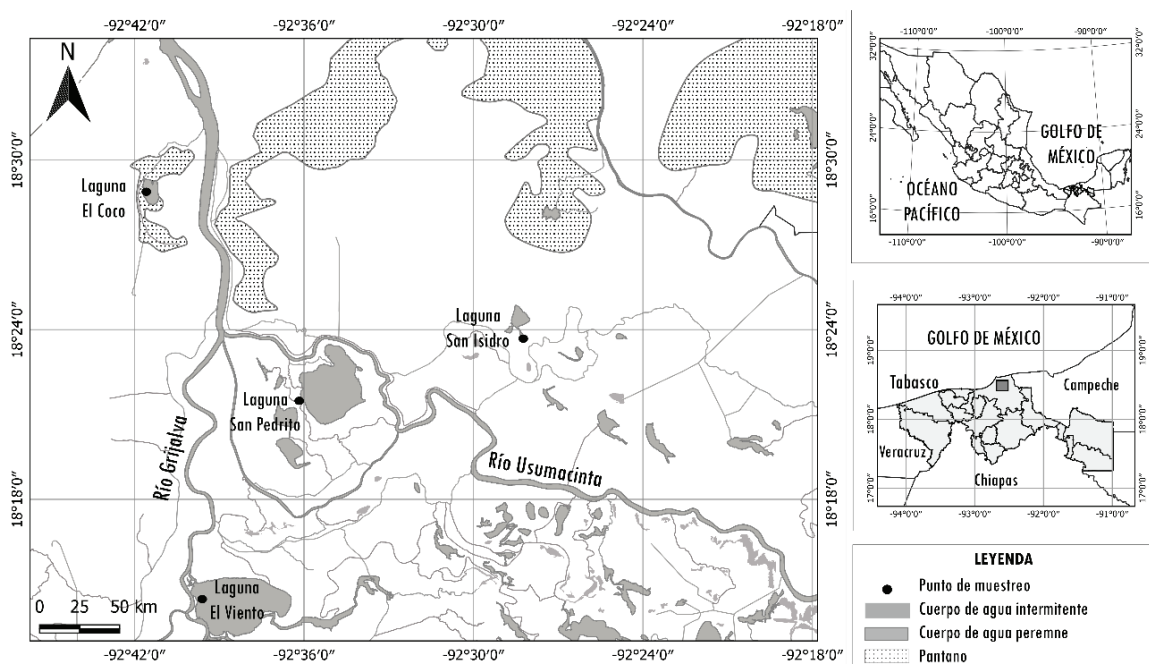 -92°42'0'' -92°36'0'' -92°30'0'' -92°24'0'' -92°18'0''
N
18°30'0''
18°24'0''
18°18'0''
18°30'0''
18°24'0''
18°18'0''
Laguna
El Coco
Laguna
San Isidro
Laguna
San Pedrito
Río Grijalva
Río Usumacinta
Laguna
El Viento
0 25 50 km
-92°42'0'' -92°36'0'' -92°30'0'' -92°24'0'' -92°18'0''
-110°0'0'' -100°0'0'' -90°0'0''
32°0'0''
24°0'0''
16°0'0''
32°0'0''
24°0'0''
16°0'0''
GOLFO DE
MÉXICO
OCÉANO
PACÍFICO
-110°0'0'' -100°0'0'' -90°0'0''
-94°0'0'' -93°0'0'' -92°0'0'' -91°0'0''
19°0'0''
18°0'0''
17°0'0''
19°0'0''
18°0'0''
17°0'0''
GOLFO DE MÉXICO
Tabasco
Campeche
Veracruz
Chiapas
-94°0'0'' -93°0'0'' -92°0'0'' -91°0'0''
LEYENDA
Punto de muestreo
Cuerpo de agua intermitente
Cuerpo de agua peremne
Pantano